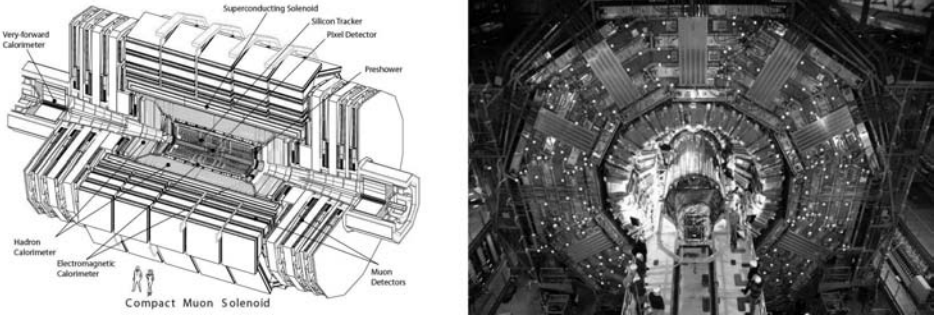 Superconducting Solenoid
Silicon Tracker
Very-forward
Calorimeter
Pixel Detector
Preshower
Hadron
Calorimeter
Electromagnetic
Calorimeter
Muon
Detectors
Compact Muon Solenoid